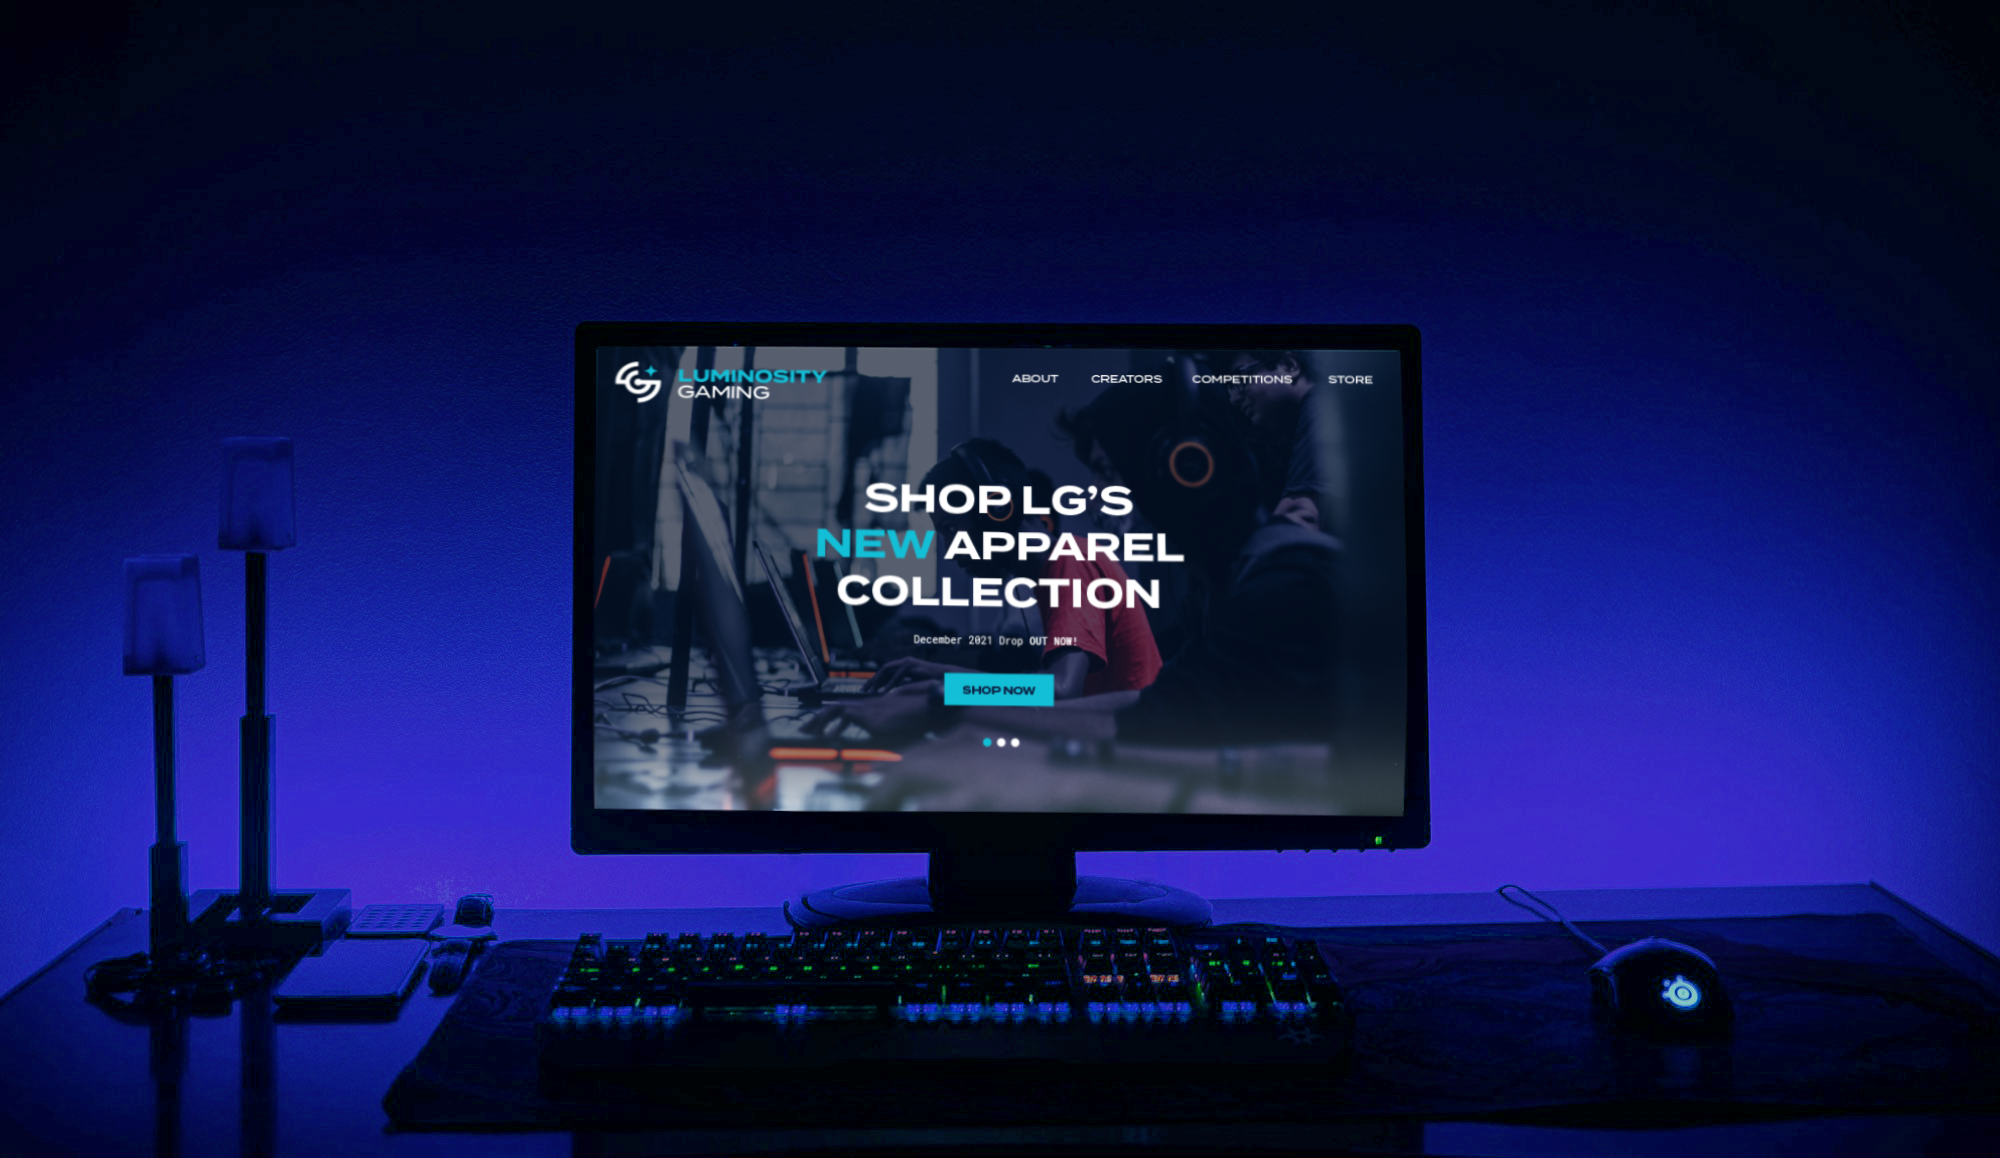 LUMINOSITY
GAMING
ABOUT
CREATORS
COMPETITIONS
STORE
SHOP LG'S
NEW APPAREL
COLLECTION
December 2021 Drop OUT NOW!
SHOP NOW